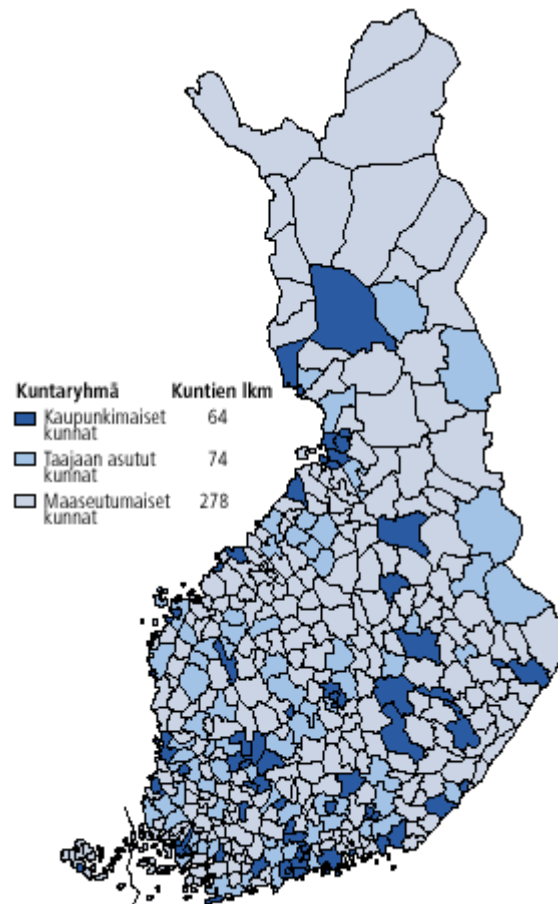 Kuntaryhmä Kuntien lkm
Kaupunkimaiset 64
kunnat
Taajaan asutut 74
kunnat
Maaseutumaiset 278
kunnat